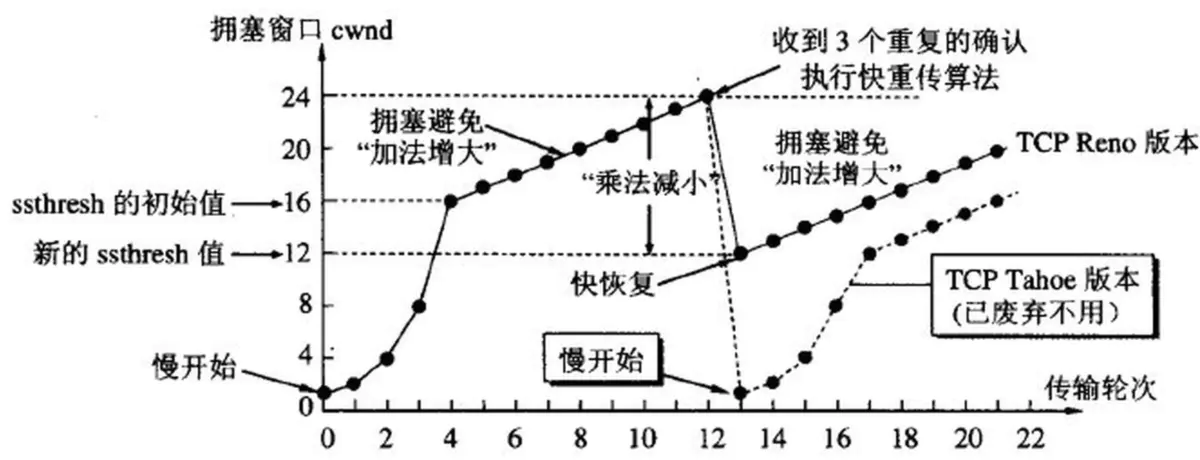 拥塞窗口 cwnd
收到 3 个重复的确认
执行快重传算法
24
拥塞避免
“加法增大”
拥塞避免
“加法增大”
TCP Reno 版本
20
“乘法减小”
ssthresh 的初始值
16
新的 ssthresh 值
12
快恢复
TCP Tahoe 版本
(已废弃不用)
8
慢开始
4
慢开始
传输轮次
0
0 2 4 6 8 10 12 14 16 18 20 22